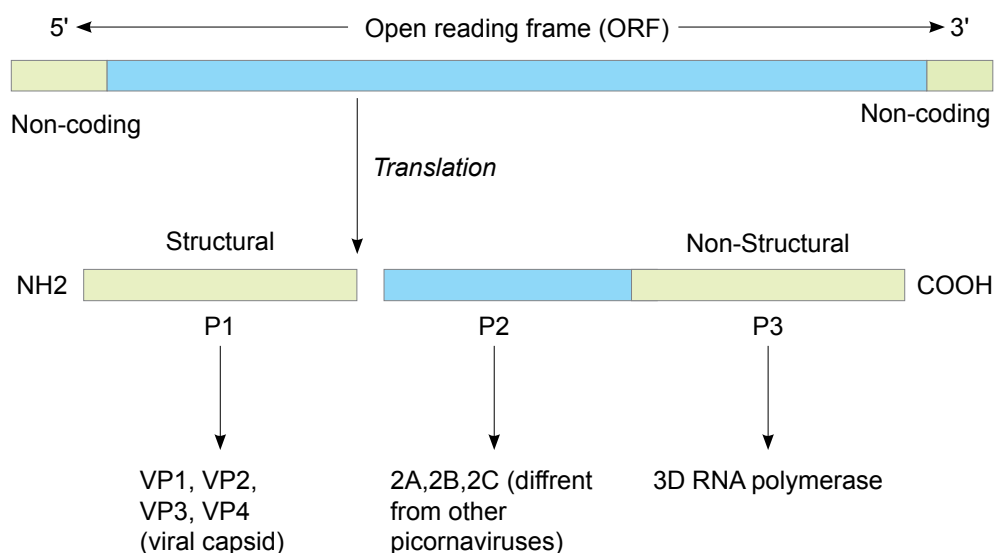 5' Open reading frame (ORF) 3'
Non-coding
Non-coding
Translation
Structural
Non-Structural
NH2
COOH
P1
P2
P3
VP1, VP2,
VP3, VP4
(viral capsid)
2A,2B,2C (diffrent
from other
picornaviruses)
3D RNA polymerase